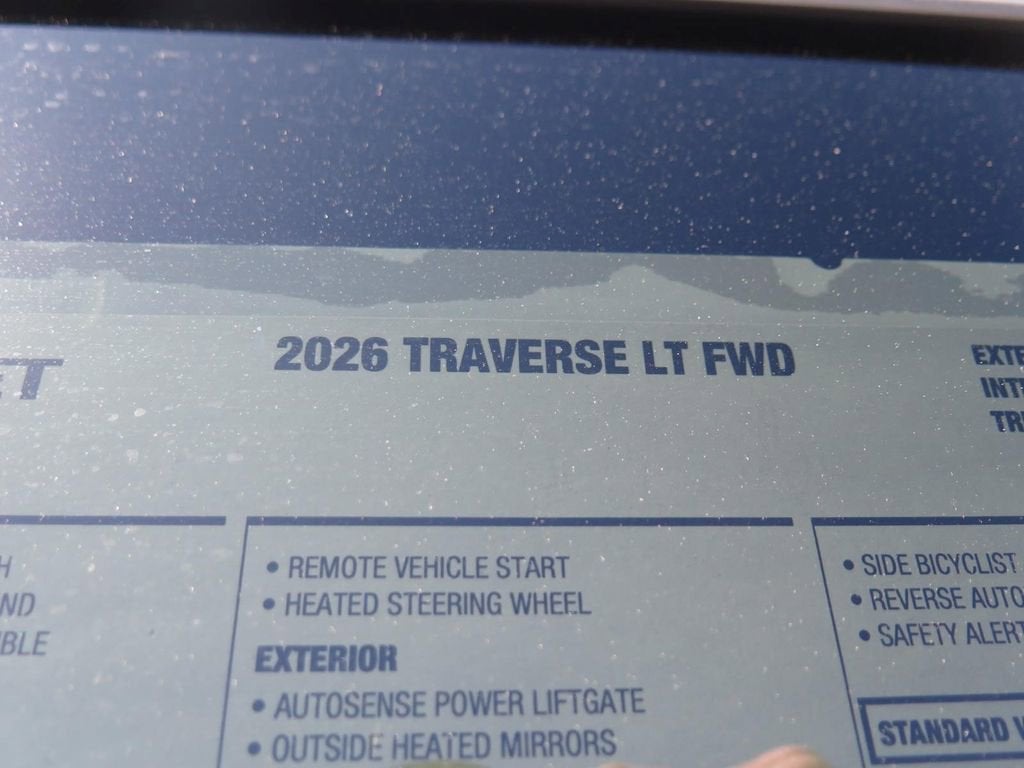 2026 TRAVERSE LT FWD
• REMOTE VEHICLE START
• HEATED STEERING WHEEL
EXTERIOR
• AUTOSENSE POWER LIFTGATE
• OUTSIDE HEATED MIRRORS
• SIDE BICYCLIST
• REVERSE AUTO
• SAFETY ALERT
STANDARD